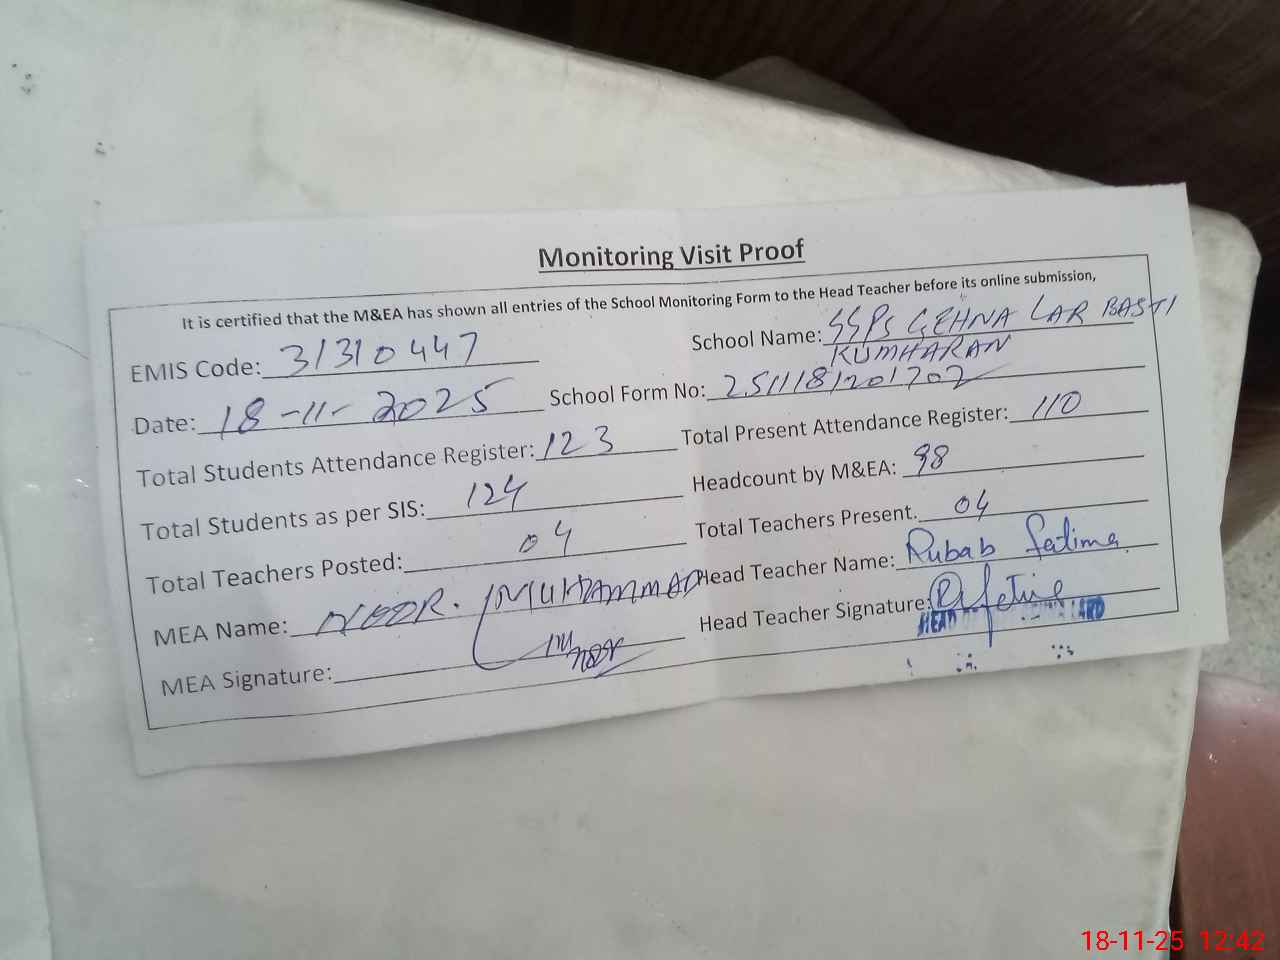 Monitoring Visit Proof
It is certified that the M&EA has shown all entries of the School Monitoring Form to the Head Teacher before its online submission,
EMIS Code: 31310447 School Name: SSPS GEHNA LAR BASTI
KUMHARAN
Date: 18-11-2025 School Form No: 2511181201702
Total Students Attendance Register: 123 Total Present Attendance Register: 110
Total Students as per SIS: 124 Headcount by M&EA: 98
Total Teachers Posted: 04 Total Teachers Present. 04
MEA Name: NOOR. MUHAMMAD Head Teacher Name: Rubab Fatima
MEA Signature: Head Teacher Signature:
HEAD
18-11-25 12:42